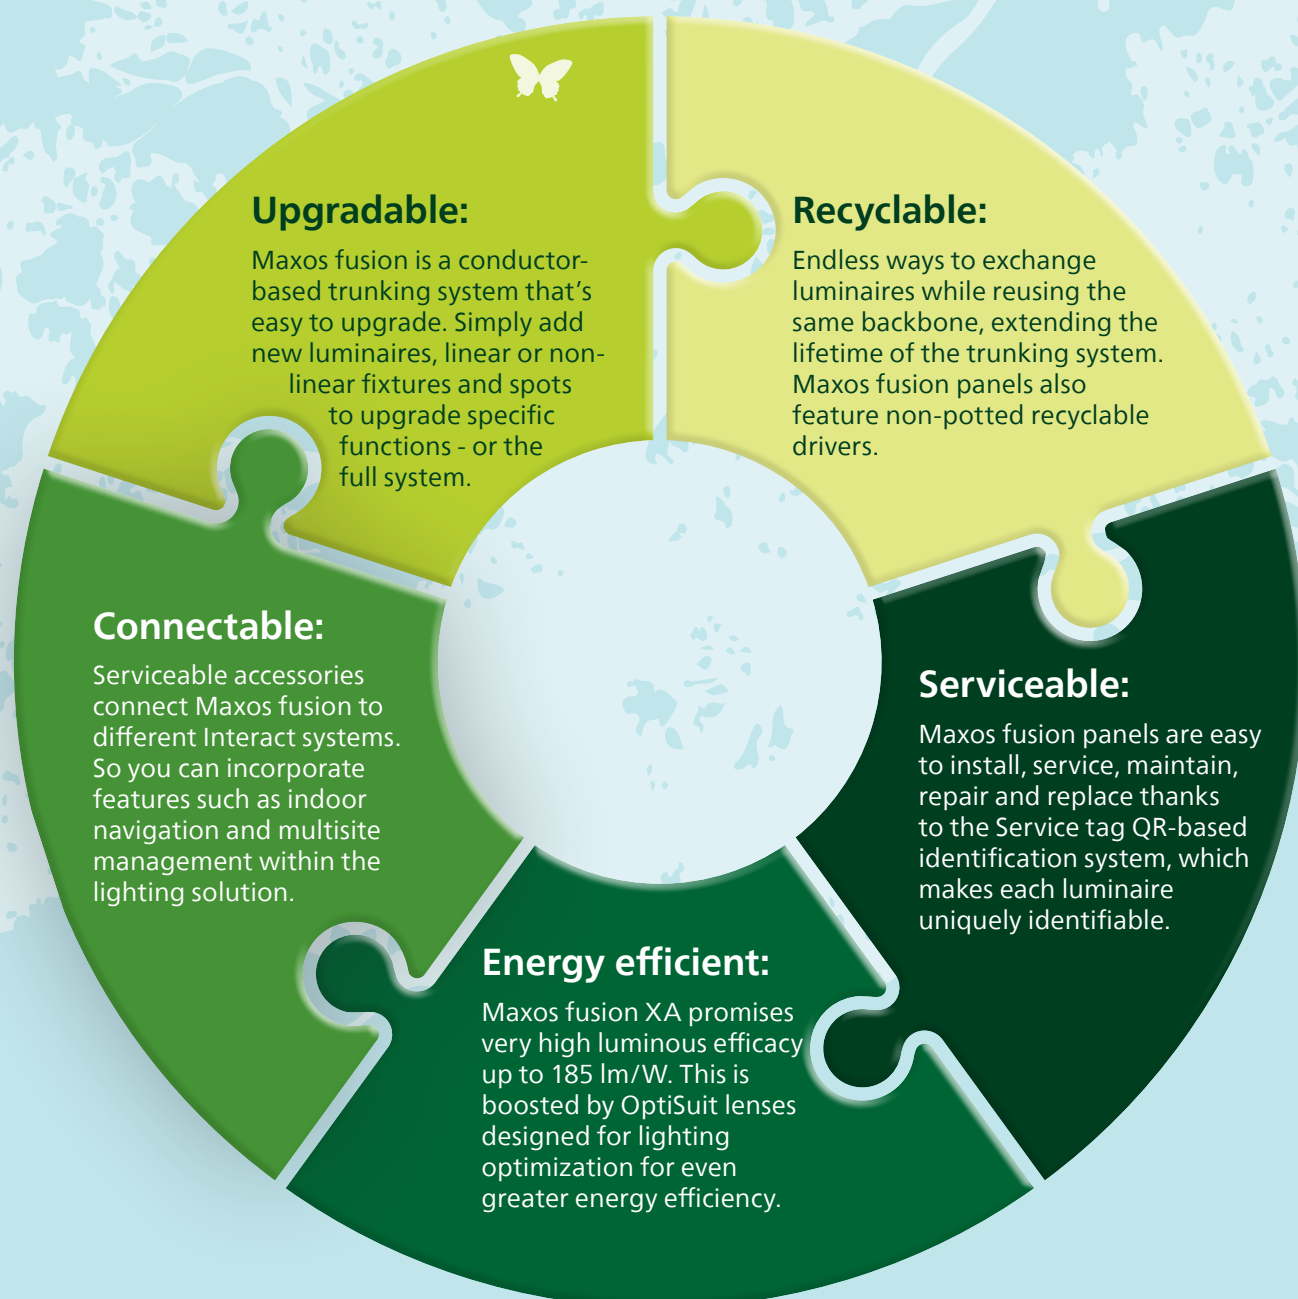 Upgradable:
Maxos fusion is a conductor-
based trunking system that's
easy to upgrade. Simply add
new luminaires, linear or non-
linear fixtures and spots
to upgrade specific
functions - or the
full system.
Recyclable:
Endless ways to exchange
luminaires while reusing the
same backbone, extending the
lifetime of the trunking system.
Maxos fusion panels also
feature non-potted recyclable
drivers.
Connectable:
Serviceable accessories
connect Maxos fusion to
different Interact systems.
So you can incorporate
features such as indoor
navigation and multisite
management within the
lighting solution.
Serviceable:
Maxos fusion panels are easy
to install, service, maintain,
repair and replace thanks
to the Service tag QR-based
identification system, which
makes each luminaire
uniquely identifiable.
Energy efficient:
Maxos fusion XA promises
very high luminous efficacy
up to 185 lm/W. This is
boosted by OptiSuit lenses
designed for lighting
optimization for even
greater energy efficiency.